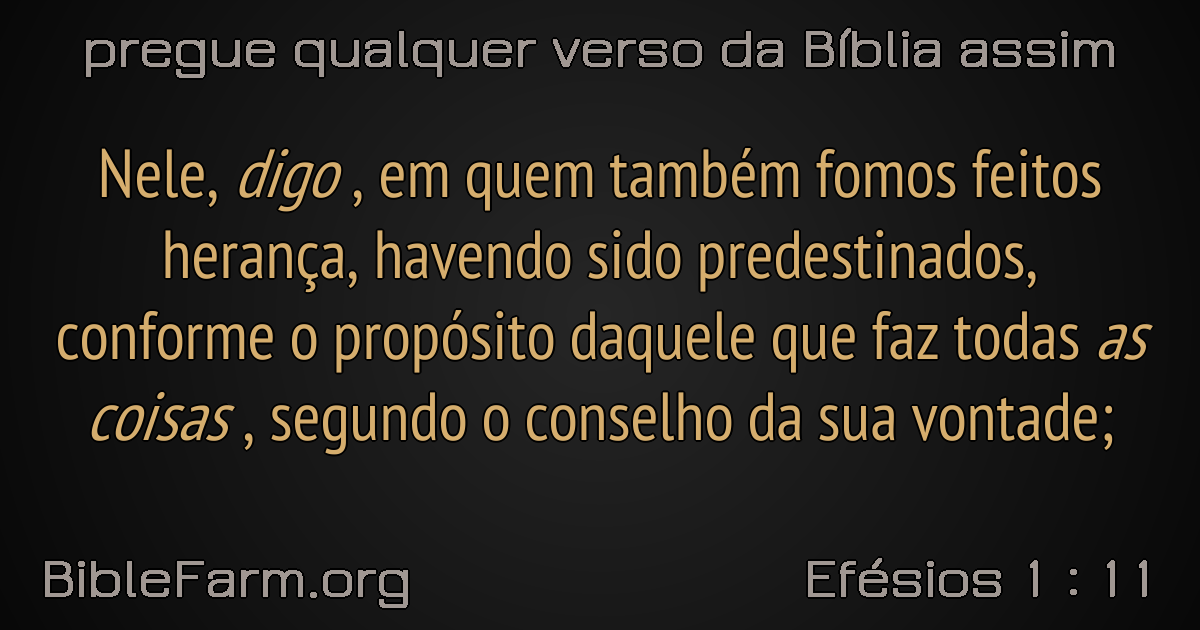 pregue qualquer verso da Bíblia assim
Nele, digo , em quem também fomos feitos
herança, havendo sido predestinados,
conforme o propósito daquele que faz todas as
coisas , segundo o conselho da sua vontade;
BibleFarm.org
Efésios 1 : 11